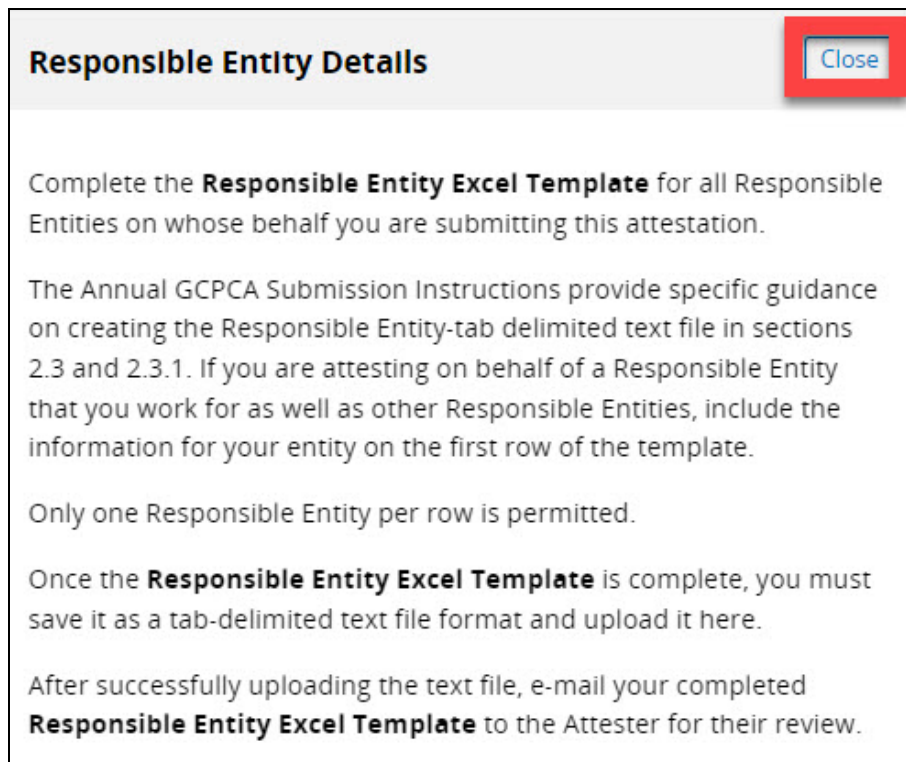 Responsible Entity Details
Close
Complete the Responsible Entity Excel Template for all Responsible
Entities on whose behalf you are submitting this attestation.
The Annual GCPCA Submission Instructions provide specific guidance
on creating the Responsible Entity-tab delimited text file in sections
2.3 and 2.3.1. If you are attesting on behalf of a Responsible Entity
that you work for as well as other Responsible Entities, include the
information for your entity on the first row of the template.
Only one Responsible Entity per row is permitted.
Once the Responsible Entity Excel Template is complete, you must
save it as a tab-delimited text file format and upload it here.
After successfully uploading the text file, e-mail your completed
Responsible Entity Excel Template to the Attester for their review.